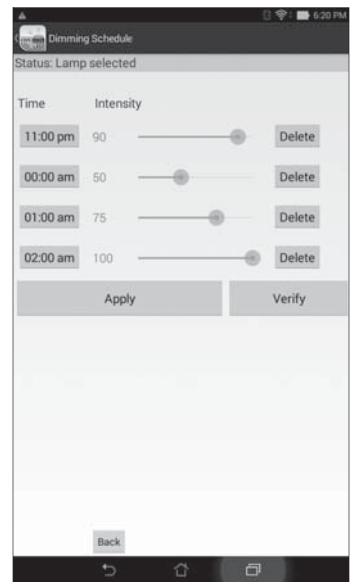 6:20 PM
Dimming Schedule
Status: Lamp selected
Time Intensity
11:00 pm 90 Delete
00:00 am 50 Delete
01:00 am 75 Delete
02:00 am 100 Delete
Apply Verify
Back